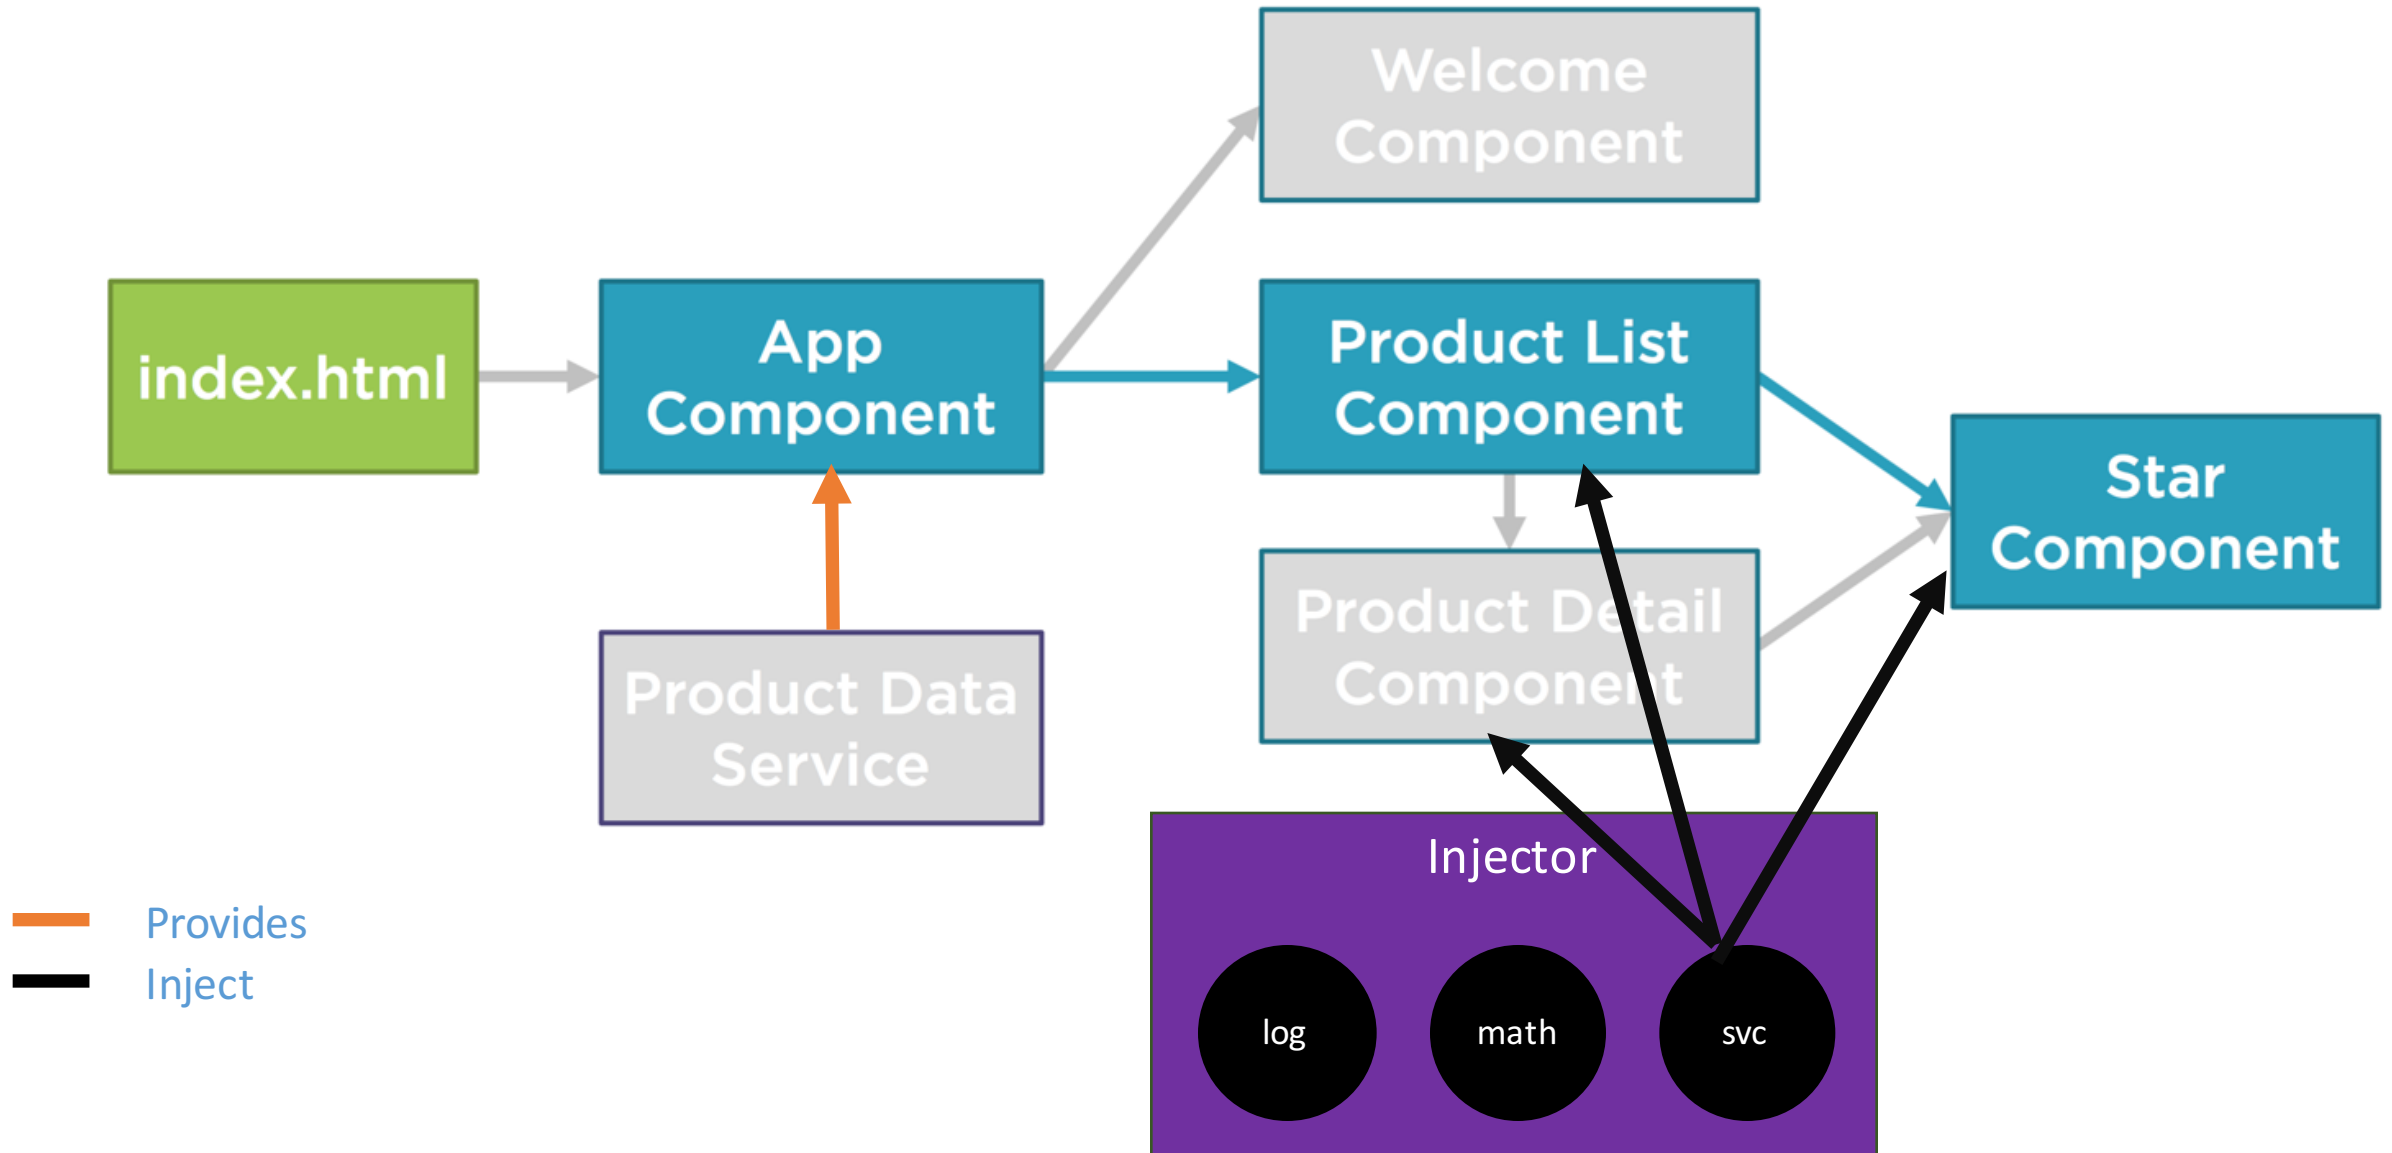 Welcome
Component
index.html
App
Component
Product List
Component
Star
Component
Product Data
Service
Product Detail
Component
Injector
log
math
svc
Provides
Inject